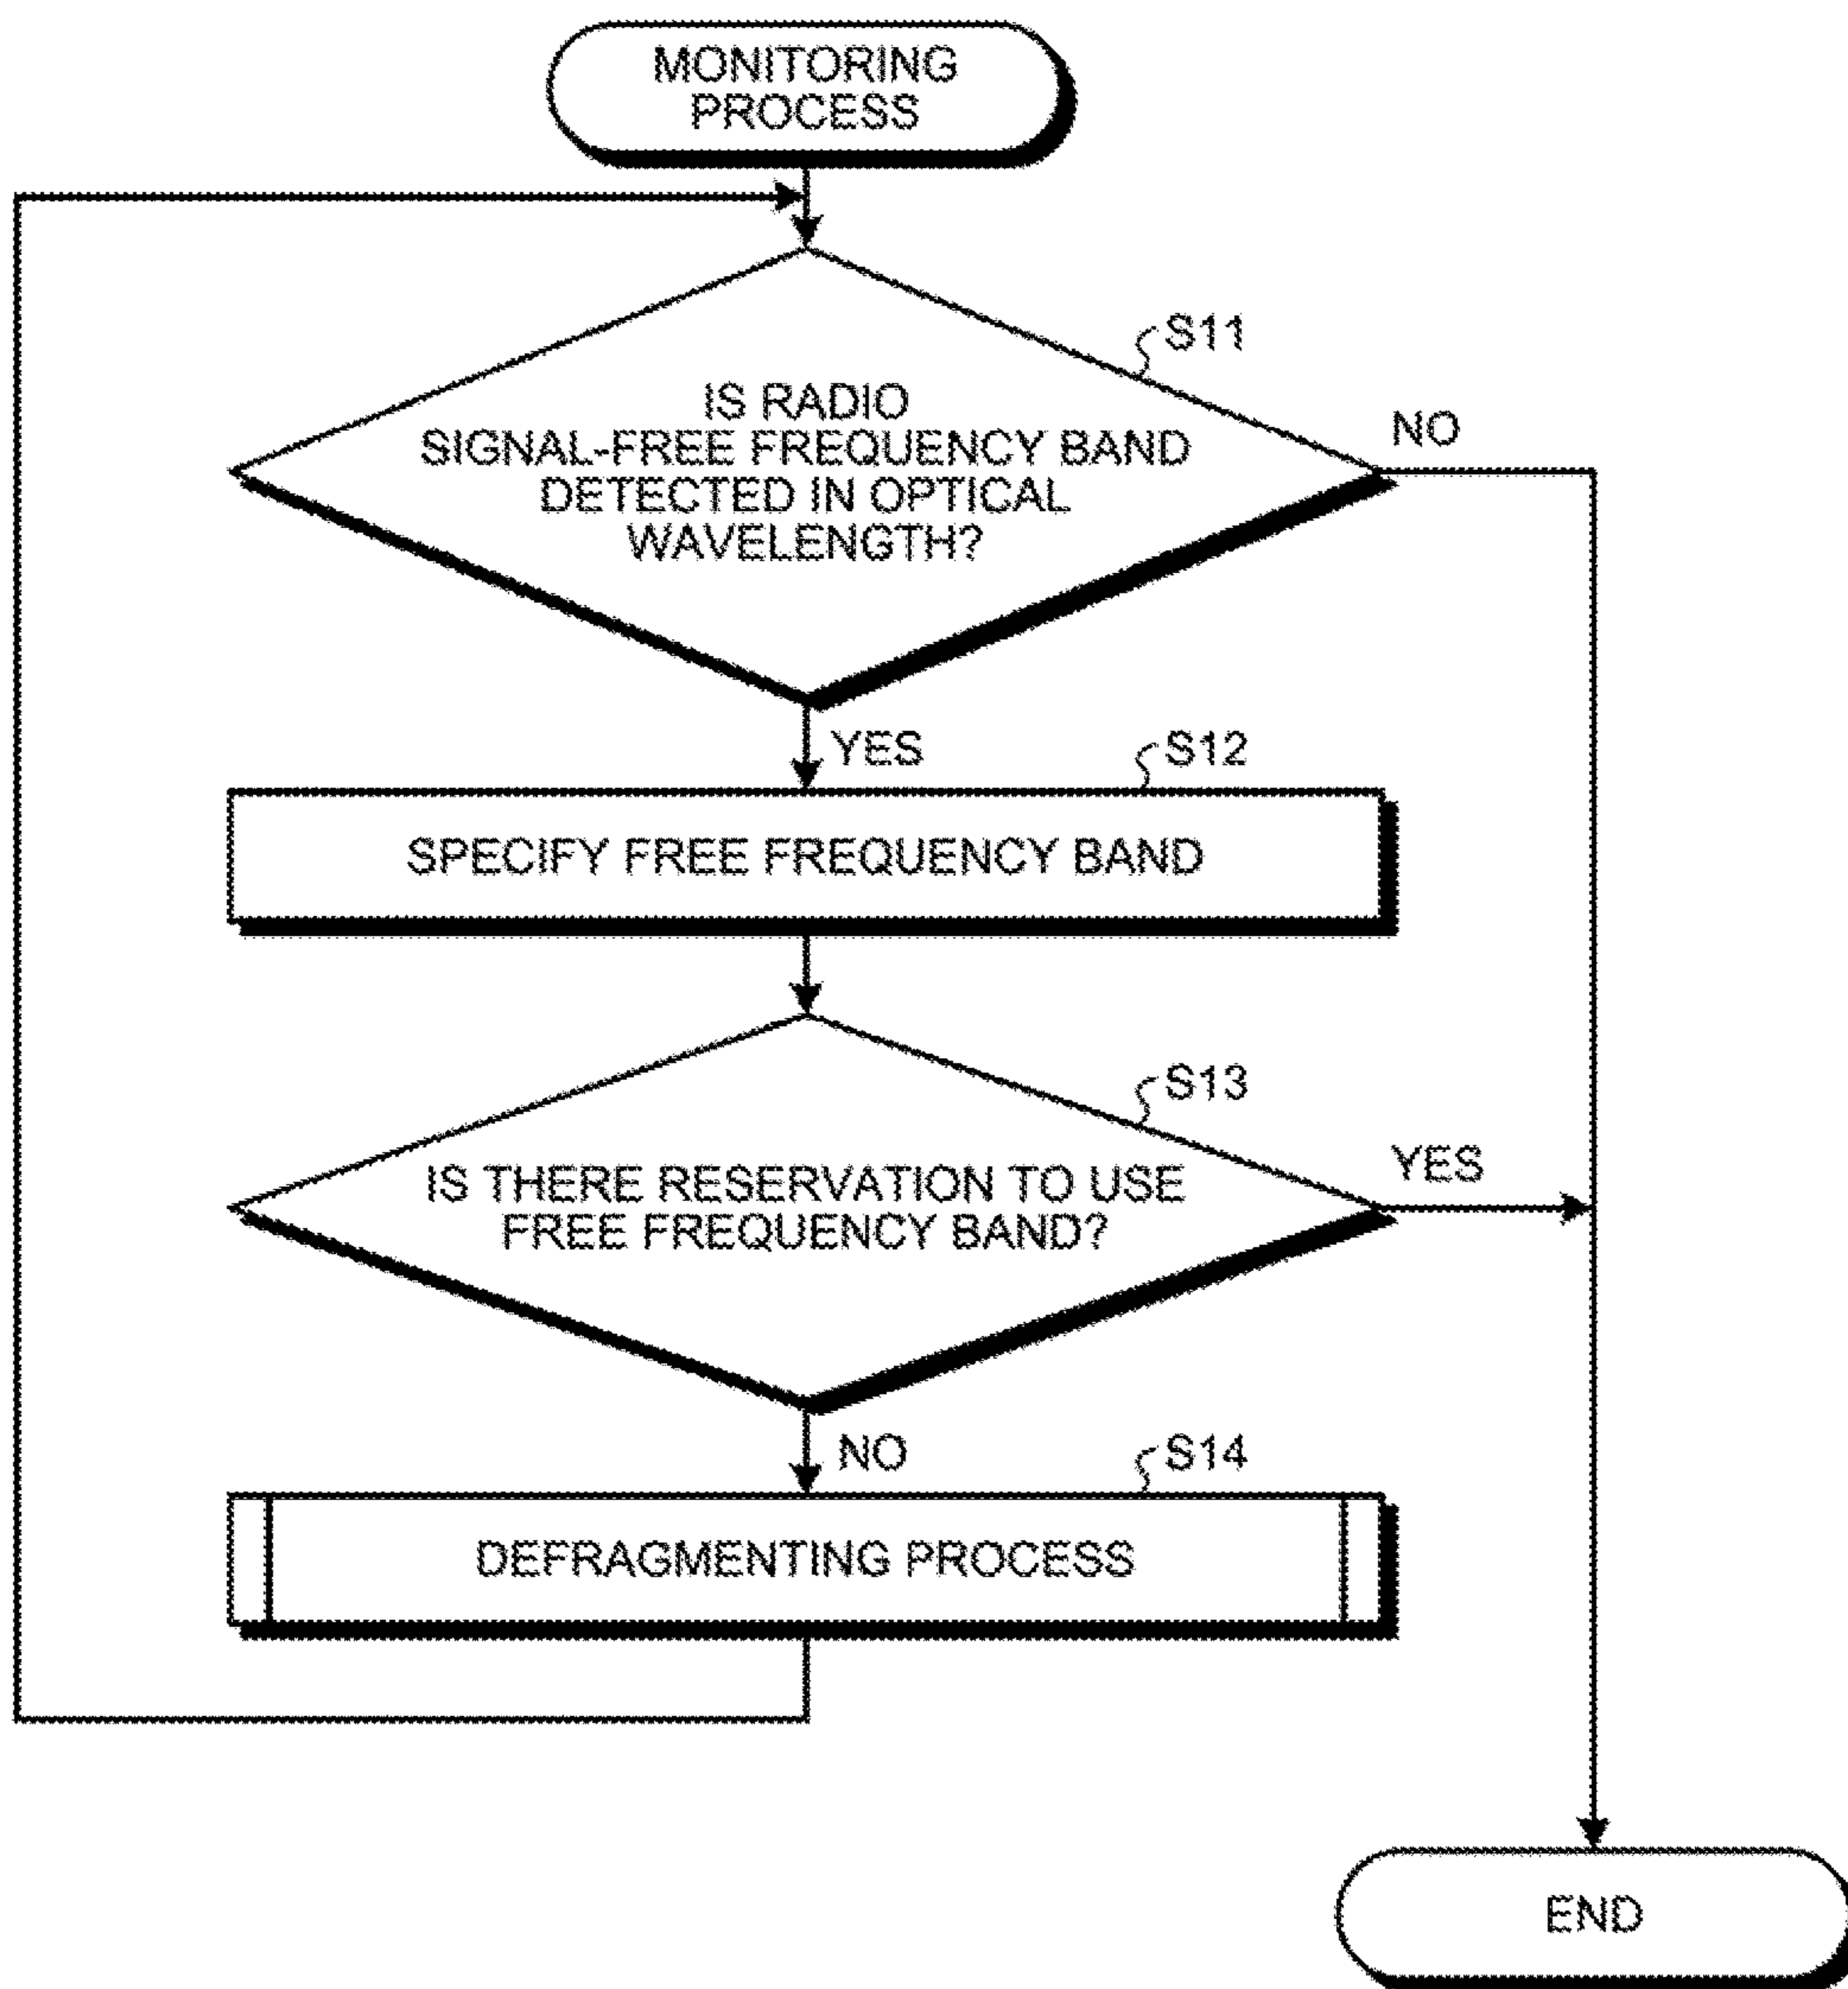 MONITORING
PROCESS
S11
IS RADIO
SIGNAL-FREE FREQUENCY BAND
DETECTED IN OPTICAL
WAVELENGTH?
NO
YES
S12
SPECIFY FREE FREQUENCY BAND
S13
IS THERE RESERVATION TO USE
FREE FREQUENCY BAND?
YES
NO
S14
DEFRAGMENTING PROCESS
END